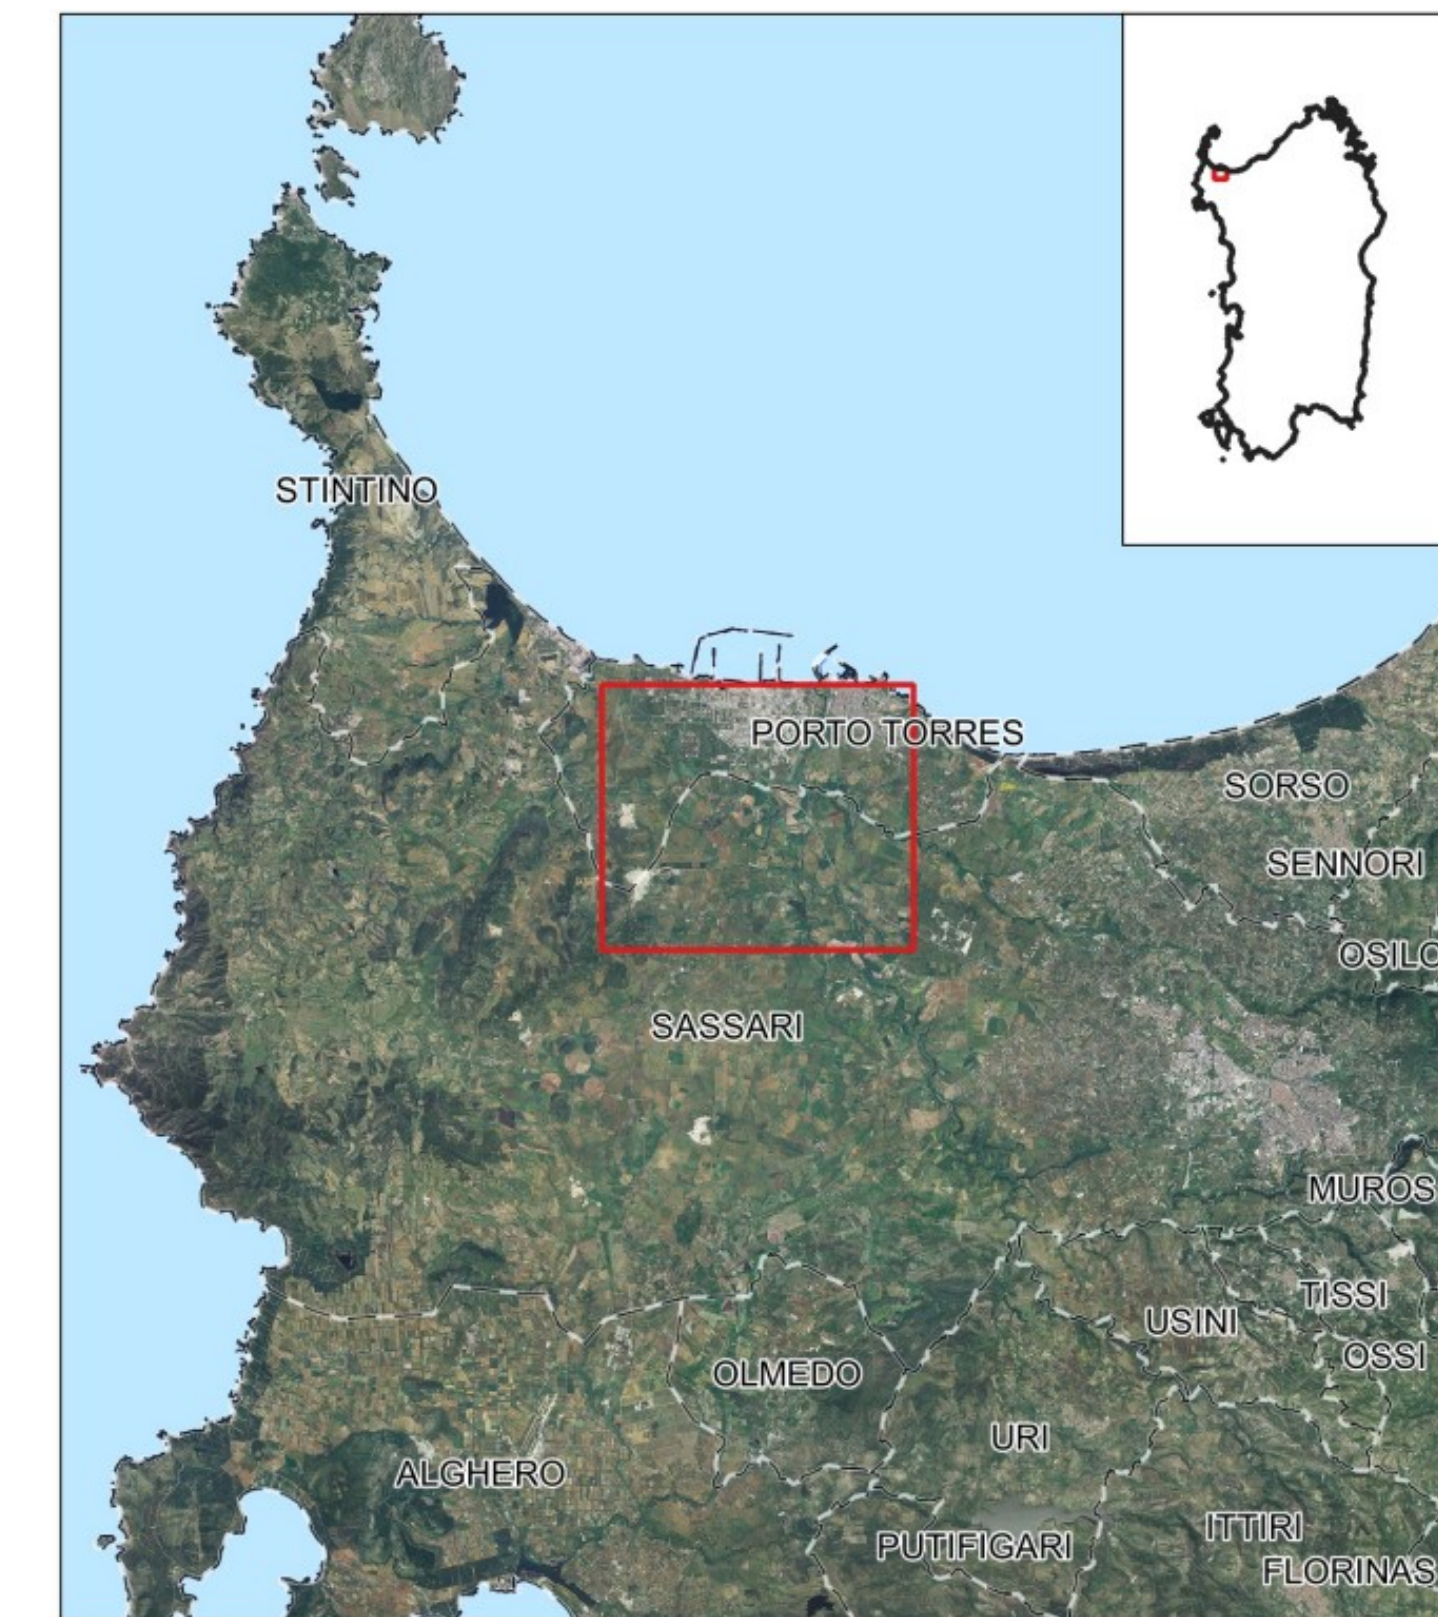 STINTINO
PORTO TORRES
SORSO
SENNORI
OSILO
SASSARI
MUROS
TISSI
USINI
OSSI
OLMEDO
URI
ALGHERO
ITTIRI
PUTIFIGARI
FLORINAS